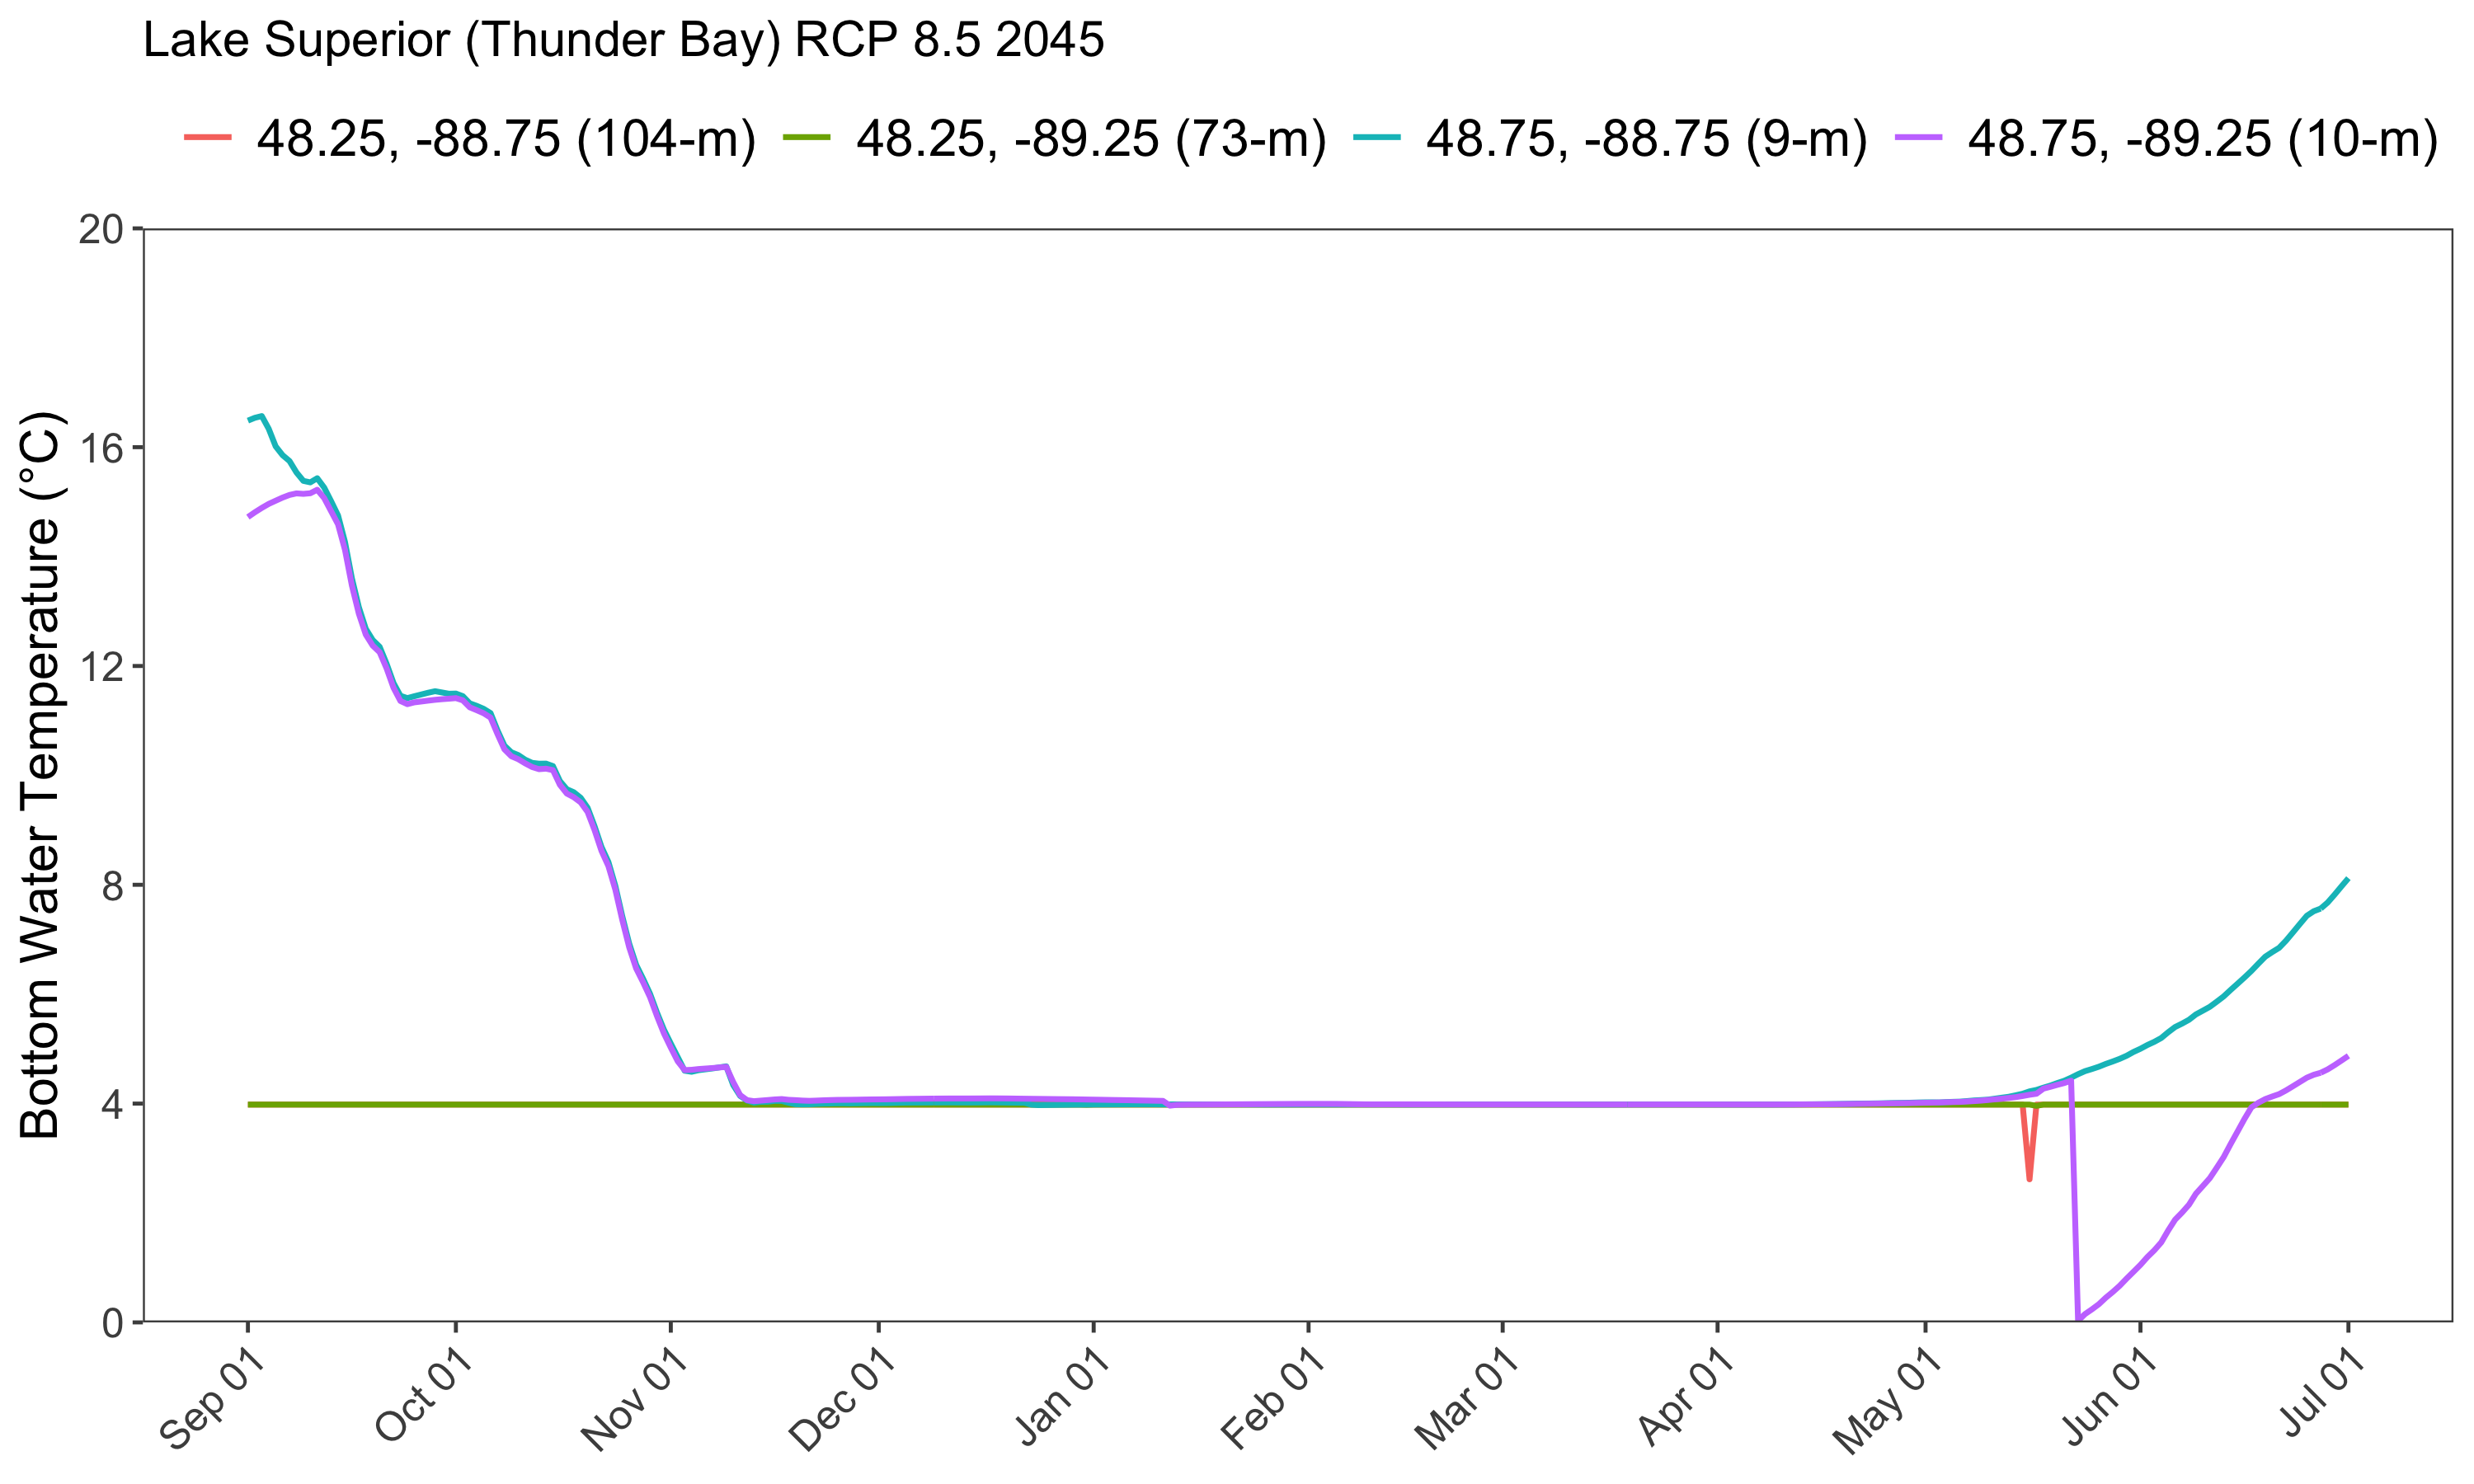 Lake Superior (Thunder Bay) RCP 8.5 2045
48.25, -88.75 (104-m) 48.25, -89.25 (73-m) 48.75, -88.75 (9-m) 48.75, -89.25 (10-m)
Bottom Water Temperature (°C)
20
16
12
8
4
0
Sep 01 Oct 01 Nov 01 Dec 01 Jan 01 Feb 01 Mar 01 Apr 01 May 01 Jun 01 Jul 01